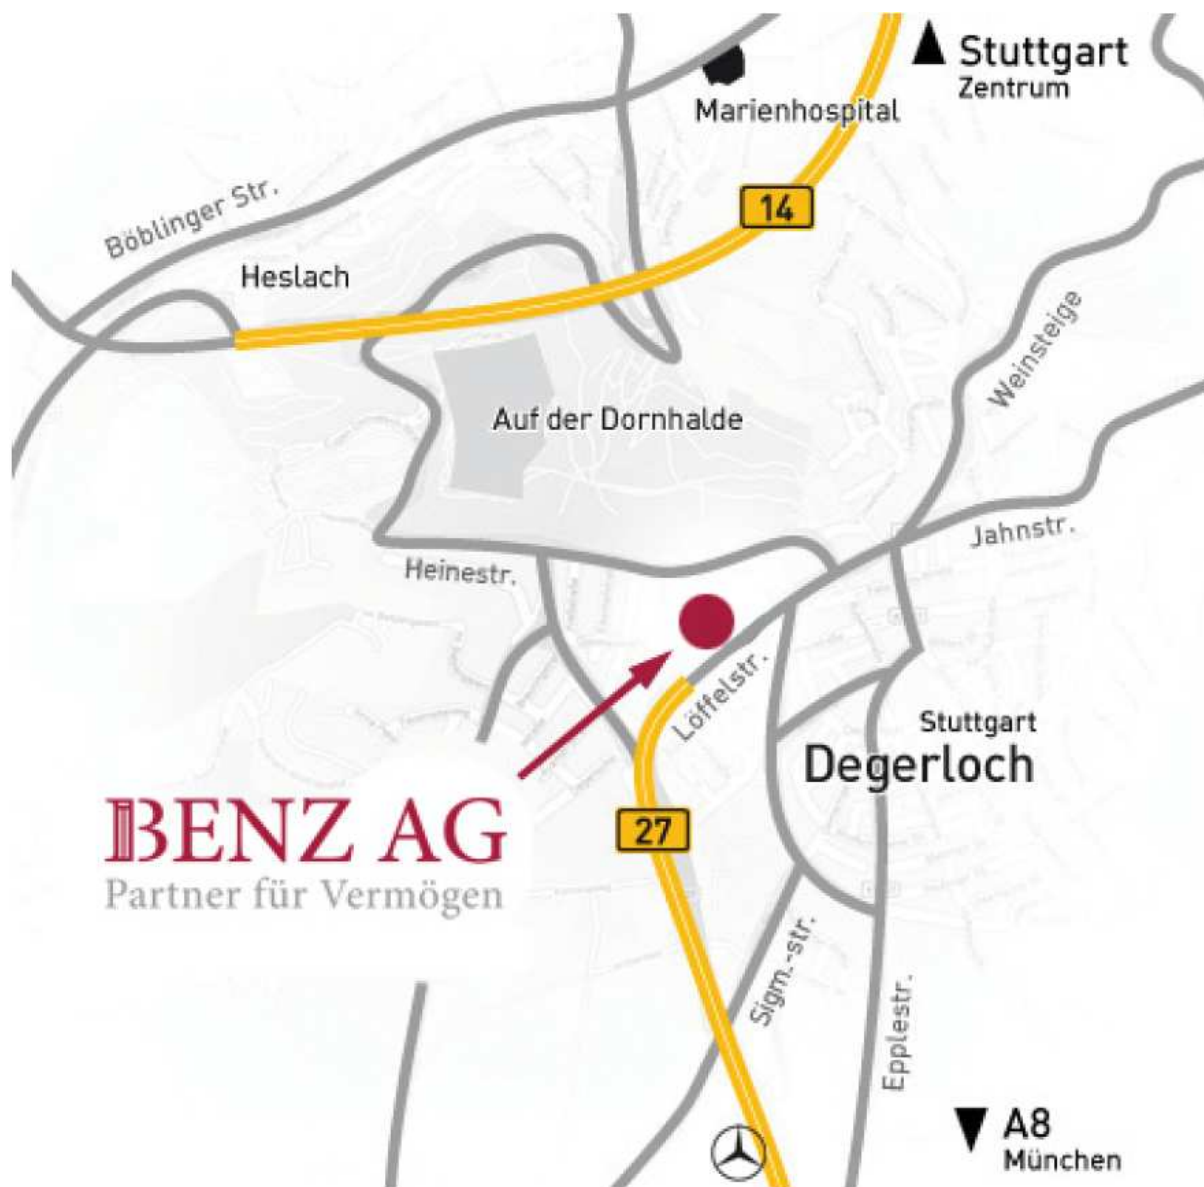 Stuttgart
Zentrum
Marienhospital
14
Böblinger Str.
Heslach
Weinsteige
Auf der Dornhalde
Jahnstr.
Heinestr.
Löffelstr.
Stuttgart
Degerloch
27
BENZ AG
Partner für Vermögen
Sigm.-str.
Epplestr.
A8
München